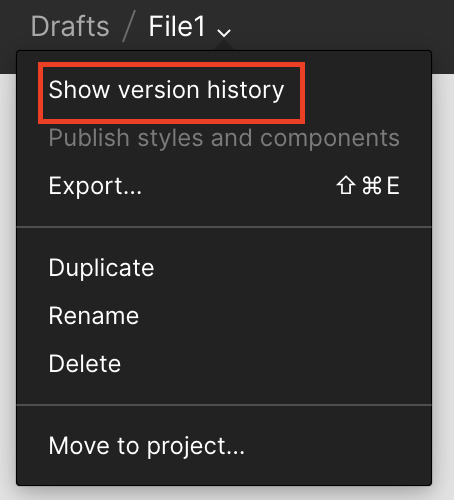 Drafts / File1
Show version history
Publish styles and components
Export... ⇧⌘E
Duplicate
Rename
Delete
Move to project...